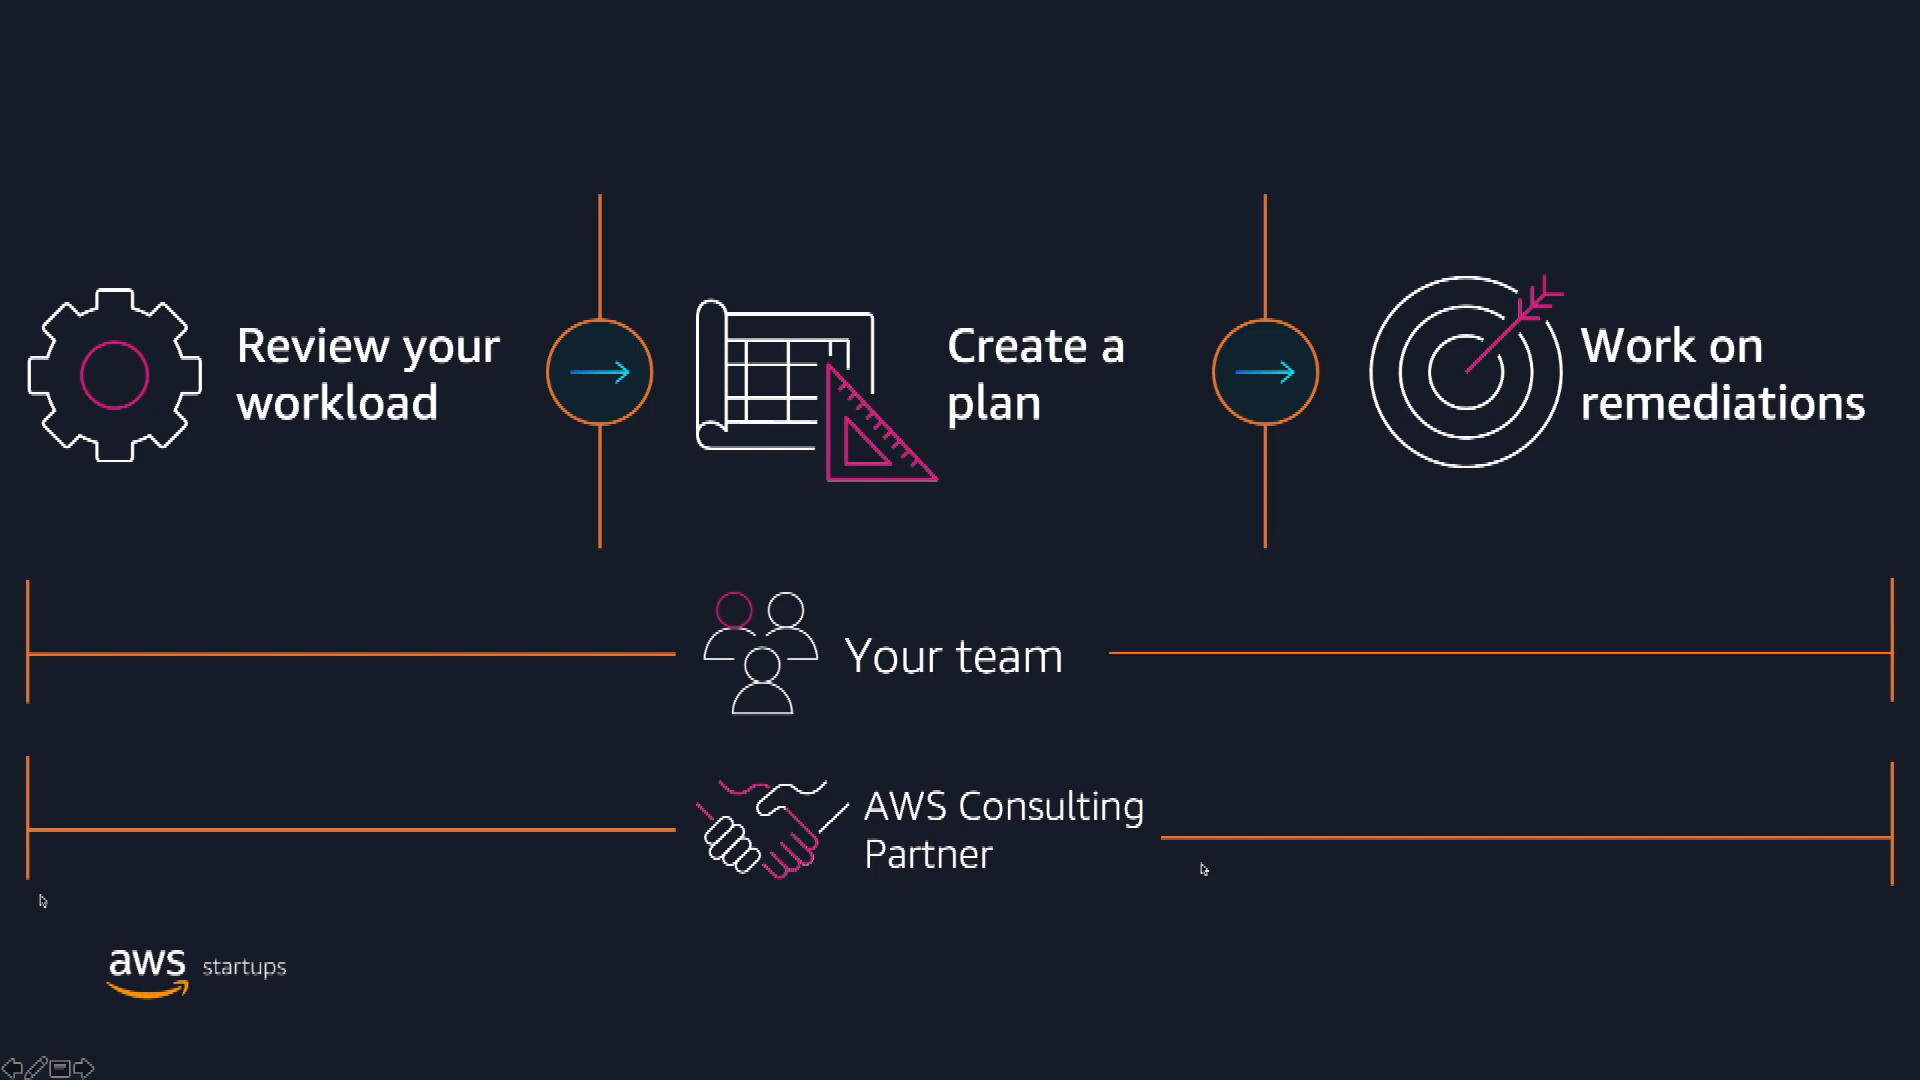 Review your
workload
Create a
plan
Work on
remediations
Your team
AWS Consulting
Partner
aws startups